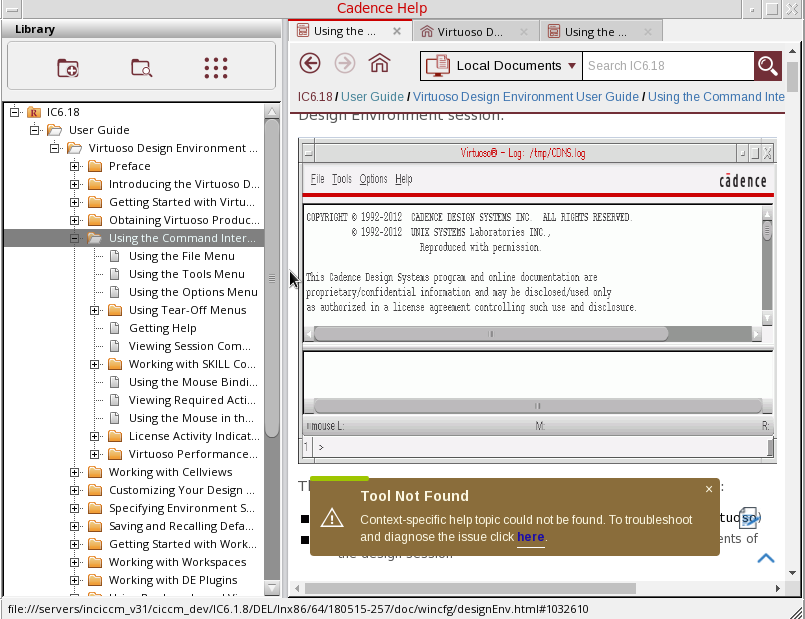 Cadence Help
Library
IC6.18
User Guide
Virtuoso Design Environment ...
Preface
Introducing the Virtuoso D...
Getting Started with Virtu...
Obtaining Virtuoso Produc...
Using the Command Inter...
Using the File Menu
Using the Tools Menu
Using the Options Menu
Using Tear-Off Menus
Getting Help
Viewing Session Com...
Working with SKILL Co...
Using the Mouse Bindi...
Viewing Required Acti...
Using the Mouse in th...
License Activity Indicat...
Virtuoso Performance...
Working with Cellviews
Customizing Your Design ...
Specifying Environment S...
Saving and Recalling Defa...
Getting Started with Work...
Working with Workspaces
Working with DE Plugins
Using the ...
Virtuoso D...
Using the ...
Local Documents
Search IC6.18
IC6.18 / User Guide / Virtuoso Design Environment User Guide / Using the Command Inte
Design Environment session.
Virtuoso® - Log: /tmp/CDNS.log
File Tools Options Help
cādence
COPYRIGHT © 1992-2012 CADENCE DESIGN SYSTEMS INC. ALL RIGHTS RESERVED.
© 1992-2012 UNIX SYSTEMS Laboratories INC.,
Reproduced with permission.
This Cadence Design Systems program and online documentation are
proprietary/confidential information and may be disclosed/used only
as authorized in a license agreement controlling such use and disclosure.
mouse L: M: R:
1 >
Tool Not Found
Context-specific help topic could not be found. To troubleshoot
and diagnose the issue click here.
tuoso)
ents of
the design session
file:///servers/inciccm_v31/ciccm_dev/IC6.1.8/DEL/lnx86/64/180515-257/doc/wincfg/designEnv.html#1032610